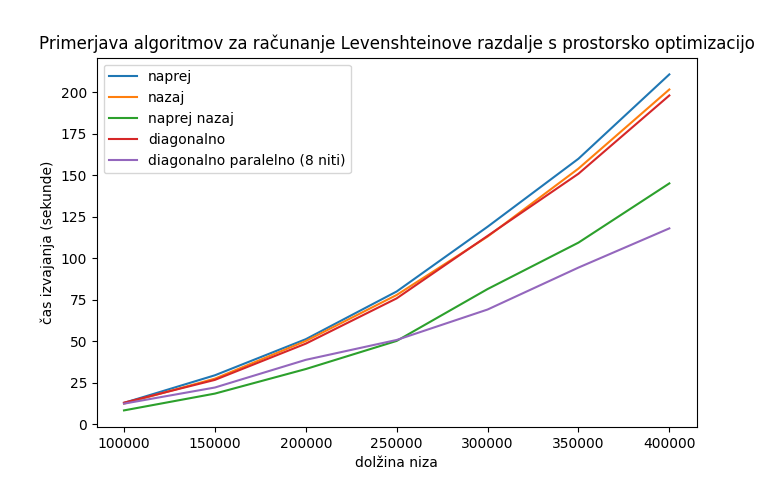 Primerjava algoritmov za računanje Levenshteinove razdalje s prostorsko optimizacijo
naprej
nazaj
naprej nazaj
diagonalno
diagonalno paralelno (8 niti)
čas izvajanja (sekunde)
200
175
150
125
100
75
50
25
0
100000 150000 200000 250000 300000 350000 400000
dolžina niza